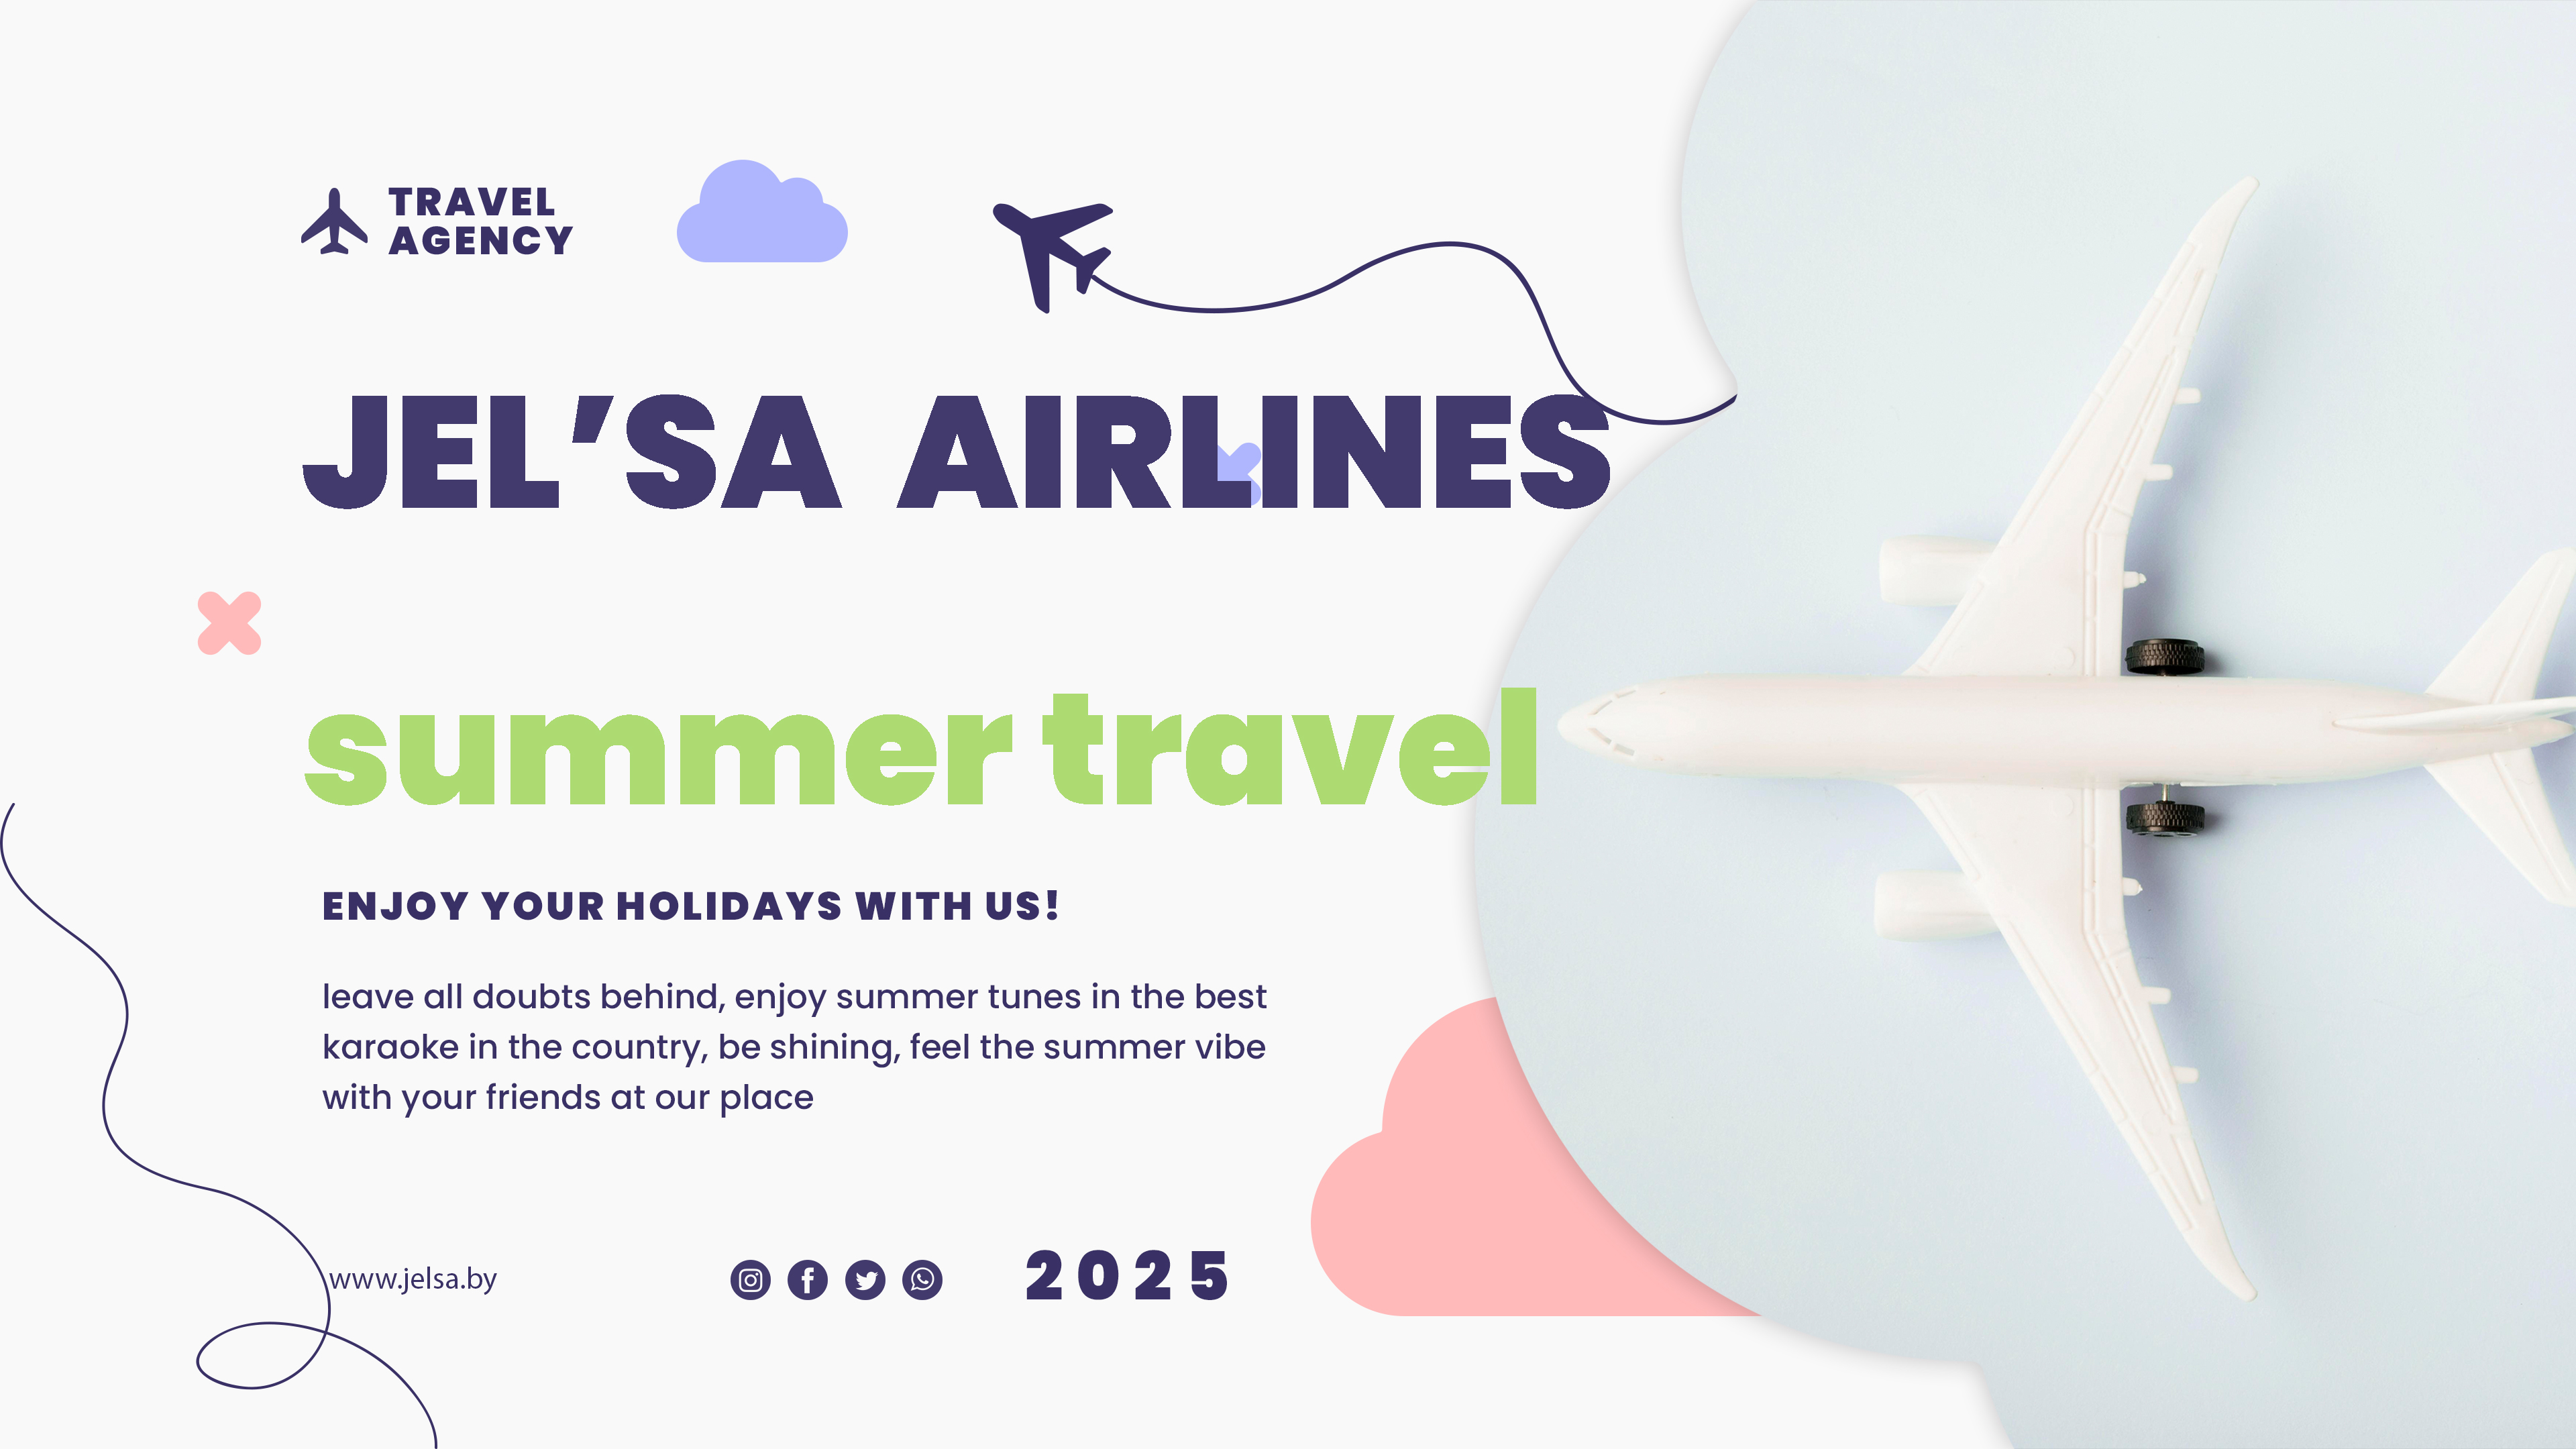 TRAVEL
AGENCY
JEL’SA AIRLINES
summer travel
ENJOY YOUR HOLIDAYS WITH US!
leave all doubts behind, enjoy summer tunes in the best
karaoke in the country, be shining, feel the summer vibe
with your friends at our place
www.jelsa.by
2025